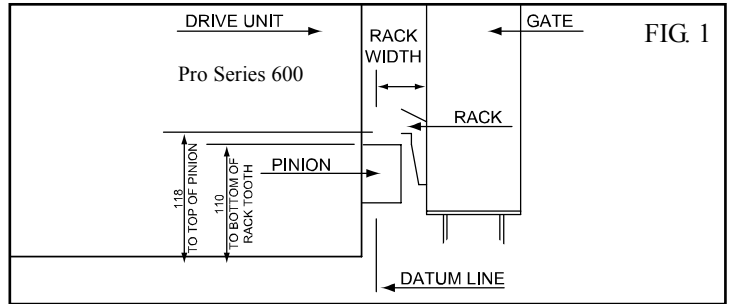 DRIVE UNIT
GATE
FIG. 1
RACK
WIDTH
Pro Series 600
RACK
PINION
118
TO TOP OF PINION
110
TO BOTTOM OF
RACK TOOTH
DATUM LINE